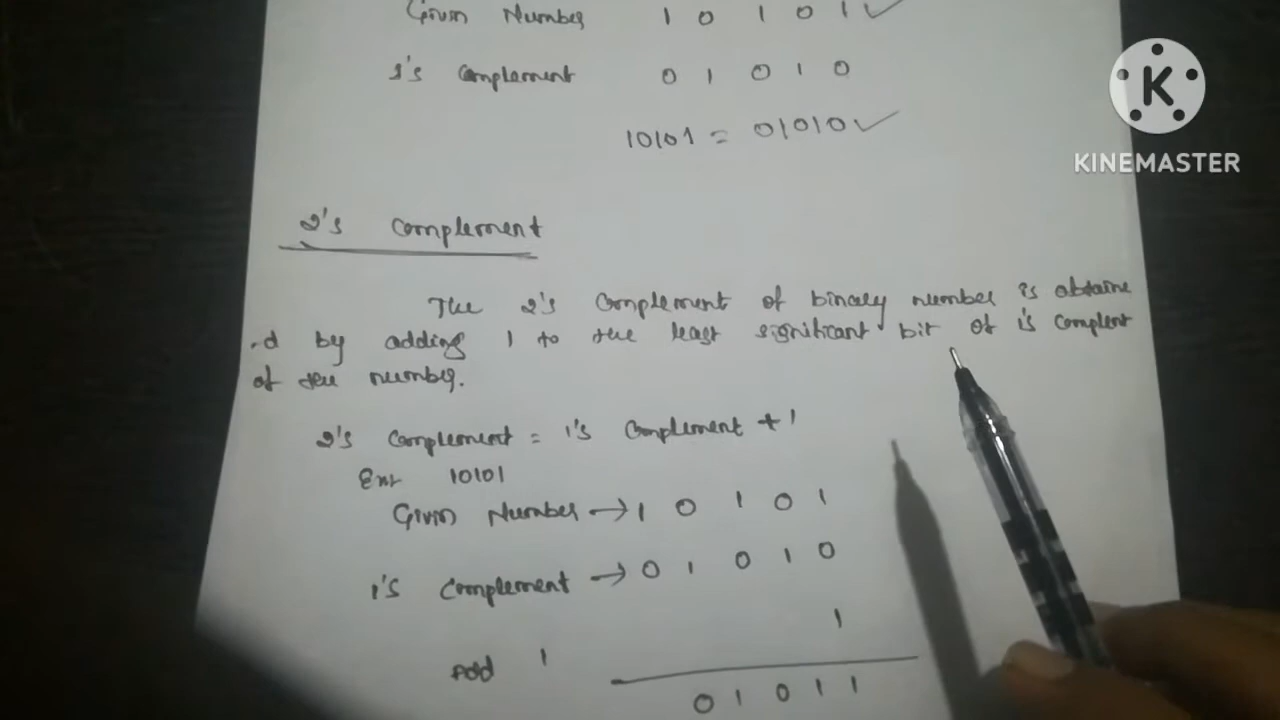 Given Number 1 0 1 0 1 ✓
1's Complement 0 1 0 1 0
10101 = 01010 ✓
K
KINEMASTER
2's Complement
The 2's Complement of binary number is obtaine
-d by adding 1 to the least significant bit of 1's Complent
of the number.
2's Complement = 1's Complement + 1
Ex: 10101
Given Number → 1 0 1 0 1
1's Complement → 0 1 0 1 0
1
Add 1
0 1 0 1 1